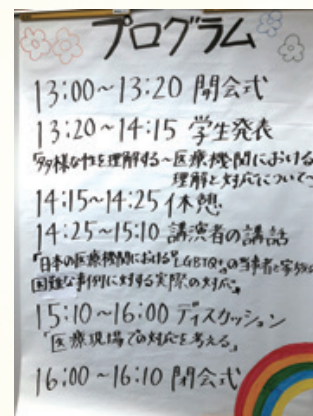 プログラム
13:00~13:20 開会式
13:20~14:15 学生発表
「多様な性を理解する~医療機関における
理解と対応について~
14:15~14:25 休憩
14:25~15:10 講演者の講話
「日本の医療機関における「LGBTQ+」の当事者と家族の
困難な事例に対する実際の対応」
15:10~16:00 ディスカッション
「医療現場での対応を考える」
16:00~16:10 閉会式